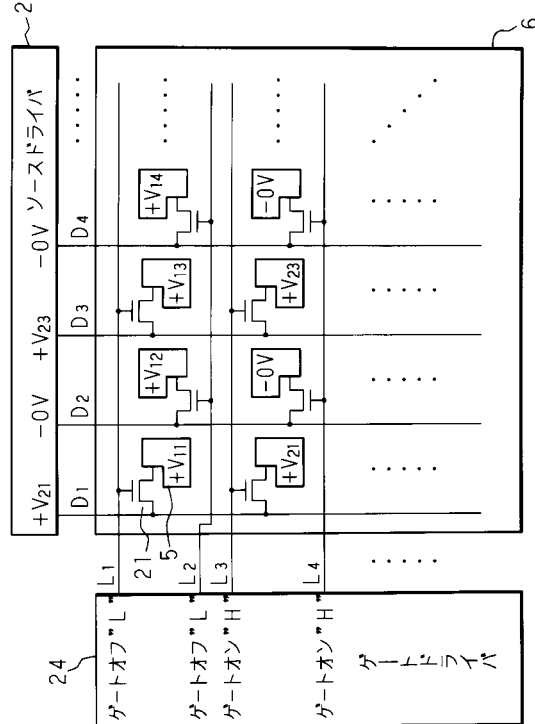 2
ソースドライバ
+V21 -0V +V23 -0V
D1 D2 D3 D4
24
ゲートオフ"L" L1
+V11 +V12 +V13 +V14
21
5
ゲートオフ"L" L2
ゲートオン"H" L3
+V21 -0V +V23 -0V
ゲートオン"H" L4
ゲートドライバ
6